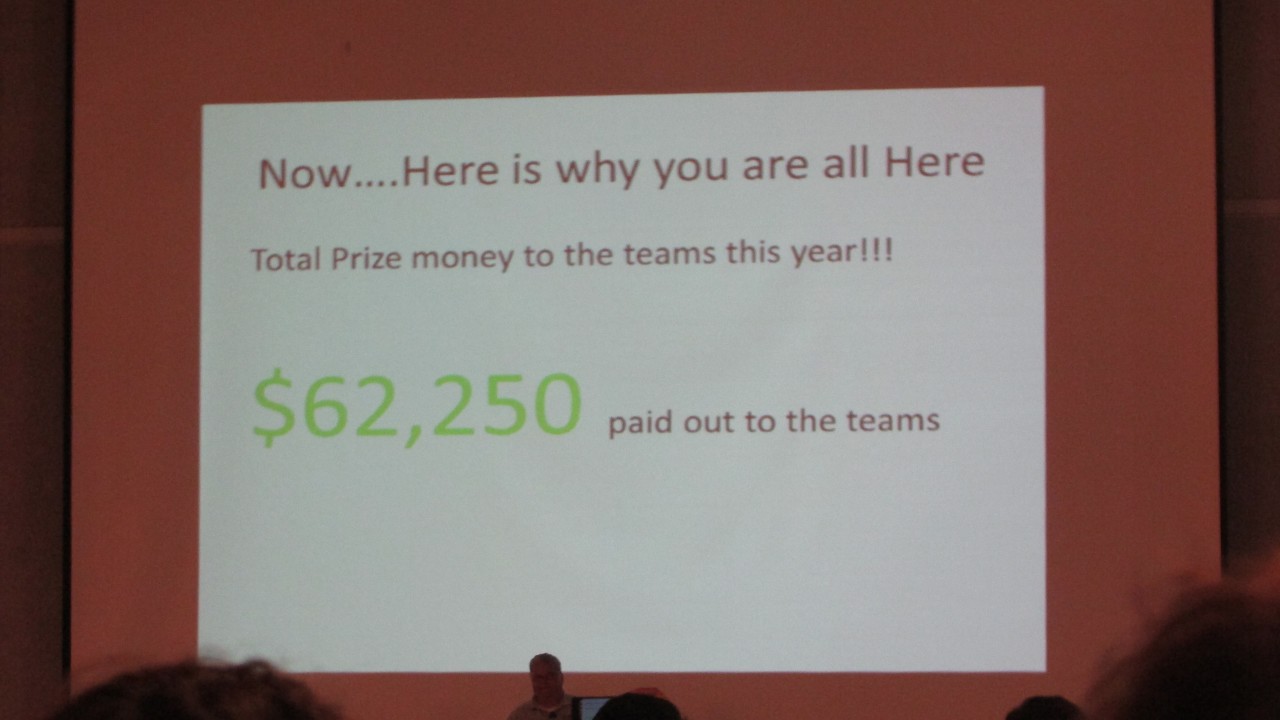 Now....Here is why you are all Here
Total Prize money to the teams this year!!!
$62,250 paid out to the teams